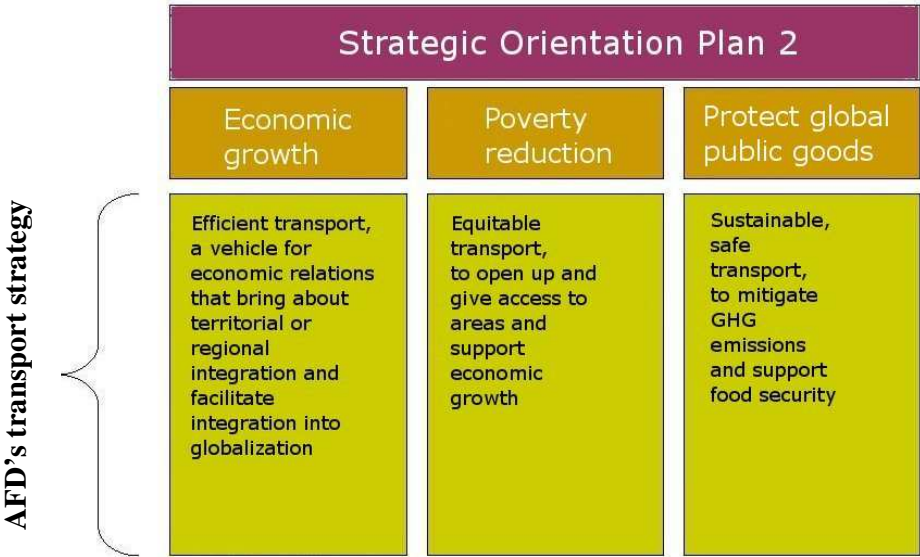 Strategic Orientation Plan 2
Economic
growth
Poverty
reduction
Protect global
public goods
AFD's transport strategy
Efficient transport,
a vehicle for
economic relations
that bring about
territorial or
regional
integration and
facilitate
integration into
globalization
Equitable
transport,
to open up and
give access to
areas and
support
economic
growth
Sustainable,
safe
transport,
to mitigate
GHG
emissions
and support
food security